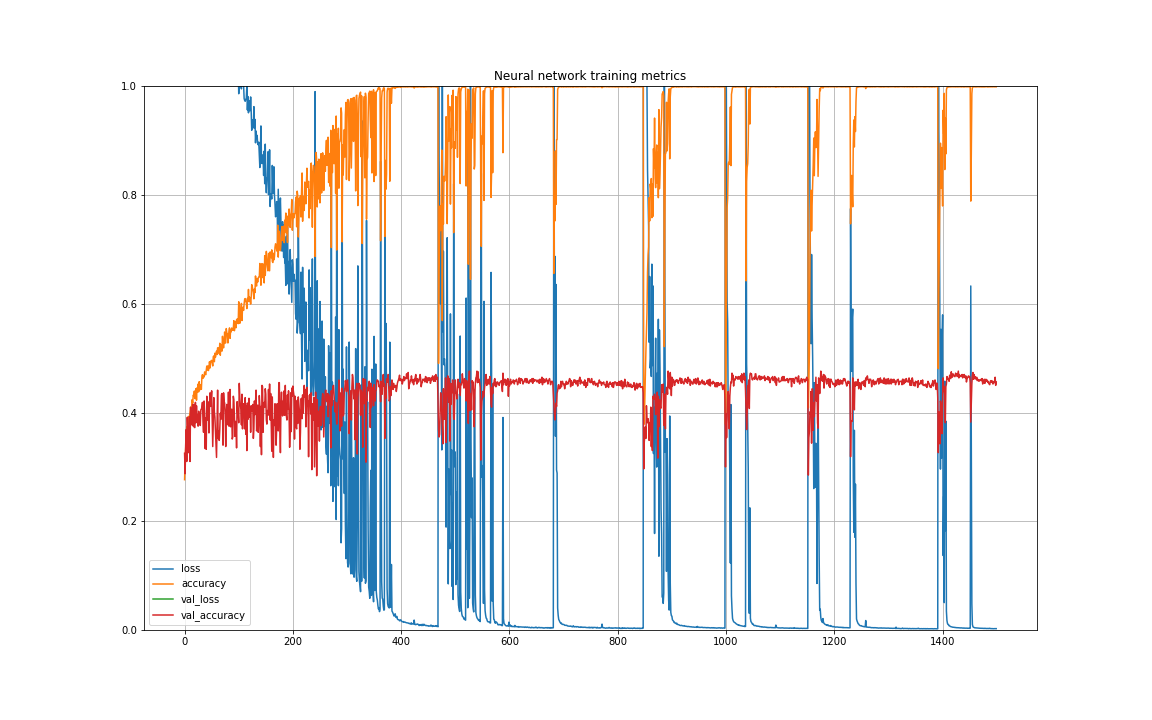 Neural network training metrics
1.0
0.8
0.6
0.4
0.2
0.0
loss
accuracy
val_loss
val_accuracy
0 200 400 600 800 1000 1200 1400